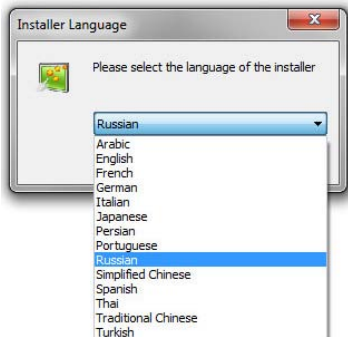 Installer Language
Please select the language of the installer
Russian
Arabic
English
French
German
Italian
Japanese
Persian
Portuguese
Russian
Simplified Chinese
Spanish
Thai
Traditional Chinese
Turkish